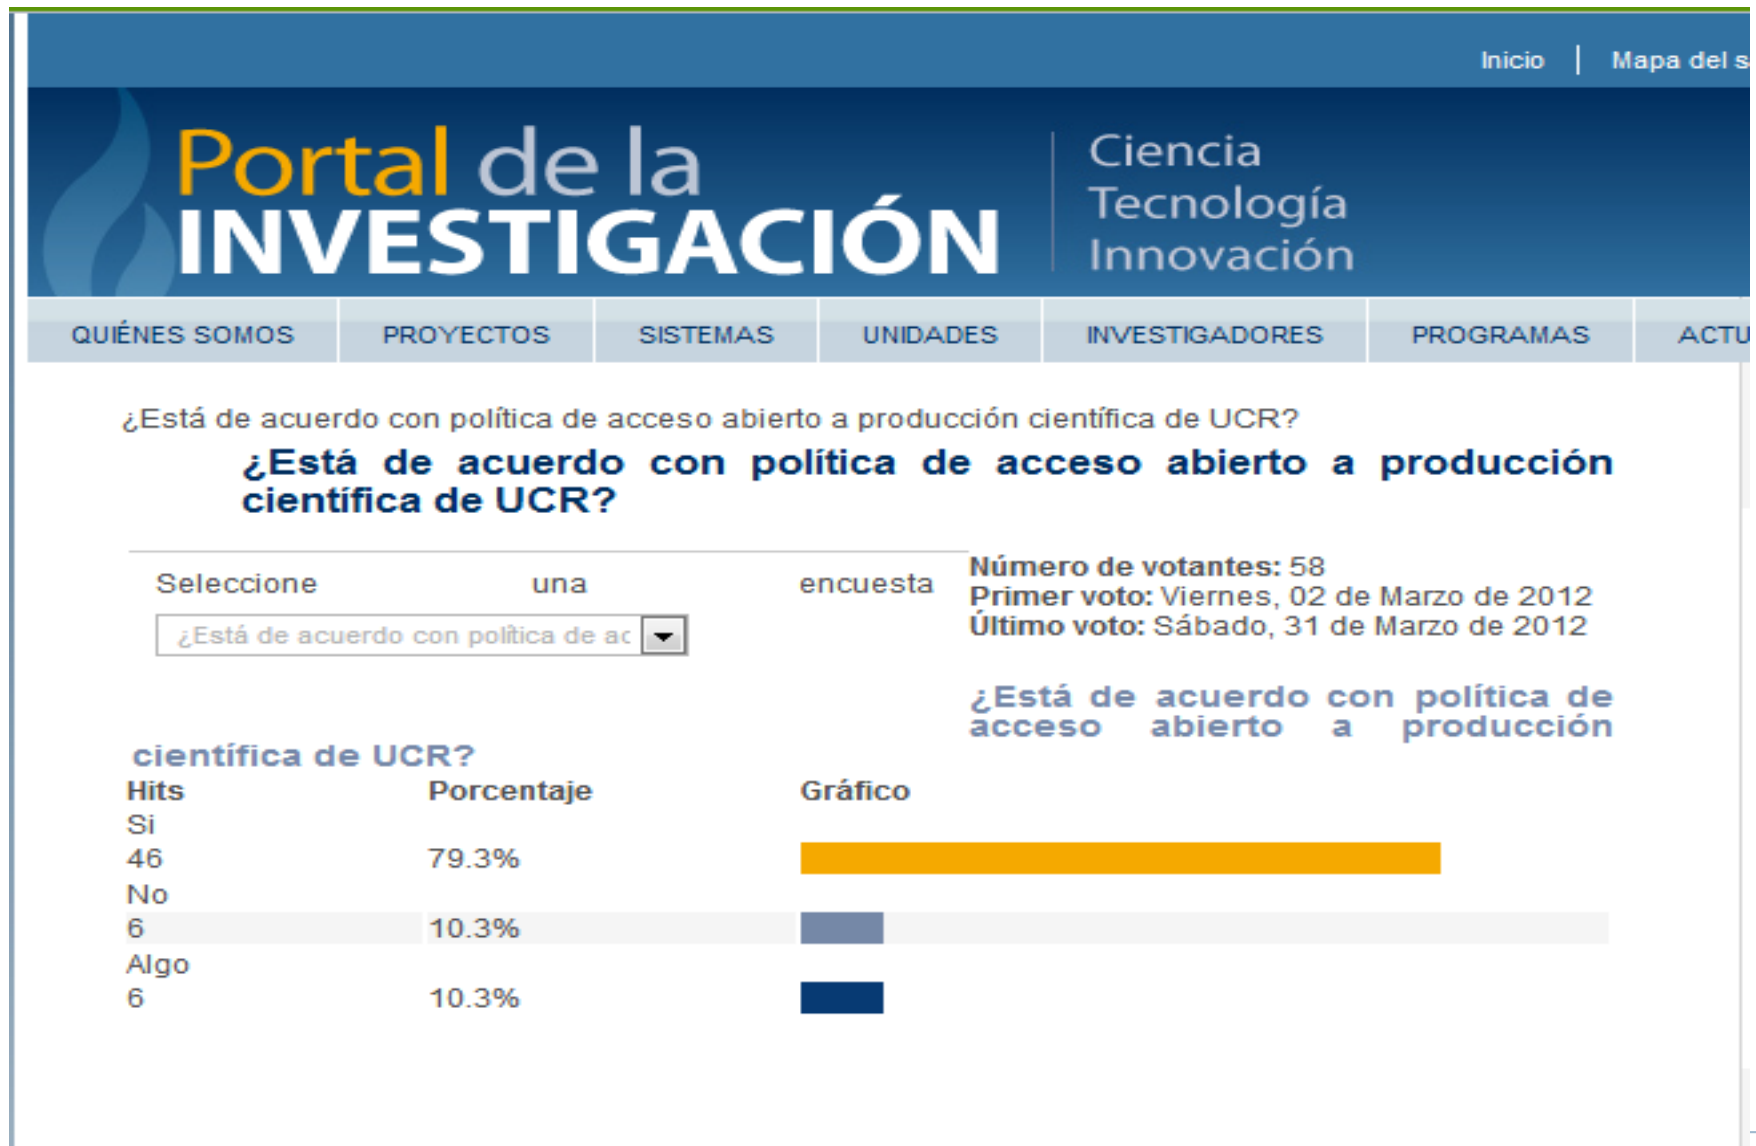 Inicio | Mapa del s
Portal de la
INVESTIGACIÓN
Ciencia
Tecnología
Innovación
QUIÉNES SOMOS PROYECTOS SISTEMAS UNIDADES INVESTIGADORES PROGRAMAS ACTU
¿Está de acuerdo con política de acceso abierto a producción científica de UCR?
¿Está de acuerdo con política de acceso abierto a producción
científica de UCR?
Seleccione una encuesta
¿Está de acuerdo con política de ac
Número de votantes: 58
Primer voto: Viernes, 02 de Marzo de 2012
Último voto: Sábado, 31 de Marzo de 2012
¿Está de acuerdo con política de
acceso abierto a producción
científica de UCR?
Hits Porcentaje Gráfico
Si
46 79.3%
No
6 10.3%
Algo
6 10.3%